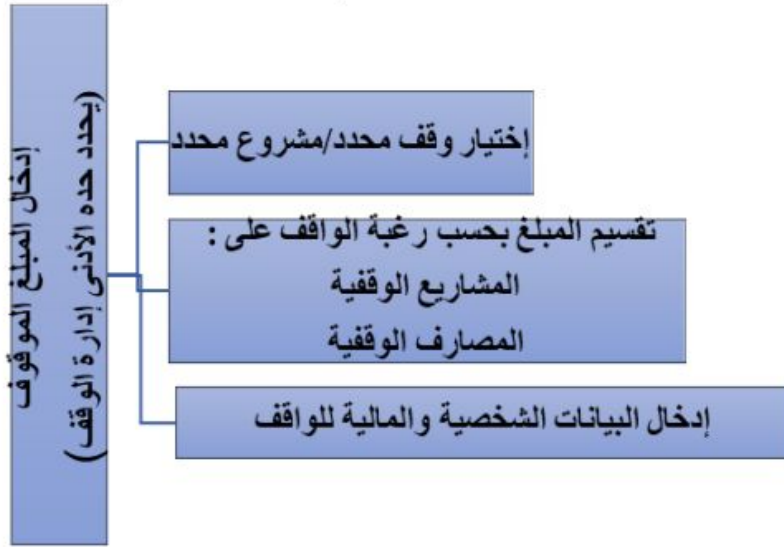 إدخال المبلغ الموقوف
(يحدد حده الأدنى إدارة الوقف)
إختيار وقف محدد/مشروع محدد
تقسيم المبلغ بحسب رغبة الواقف على :
المشاريع الوقفية
المصارف الوقفية
إدخال البيانات الشخصية والمالية للواقف